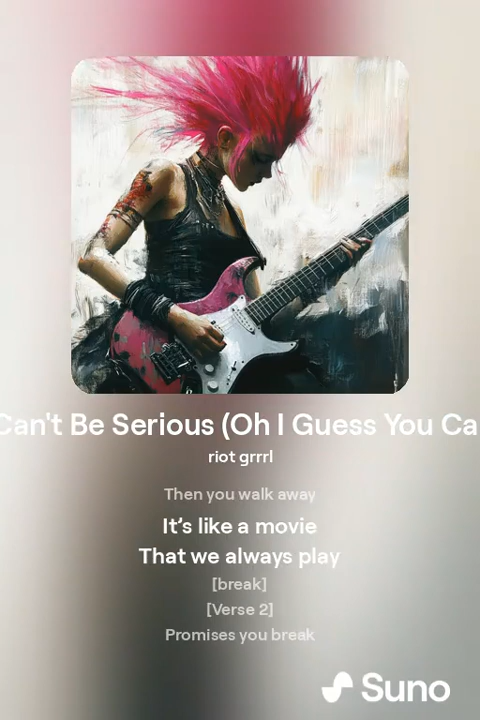 Can't Be Serious (Oh I Guess You Ca
riot grrrl
Then you walk away
It's like a movie
That we always play
[break]
[Verse 2]
Promises you break
Suno